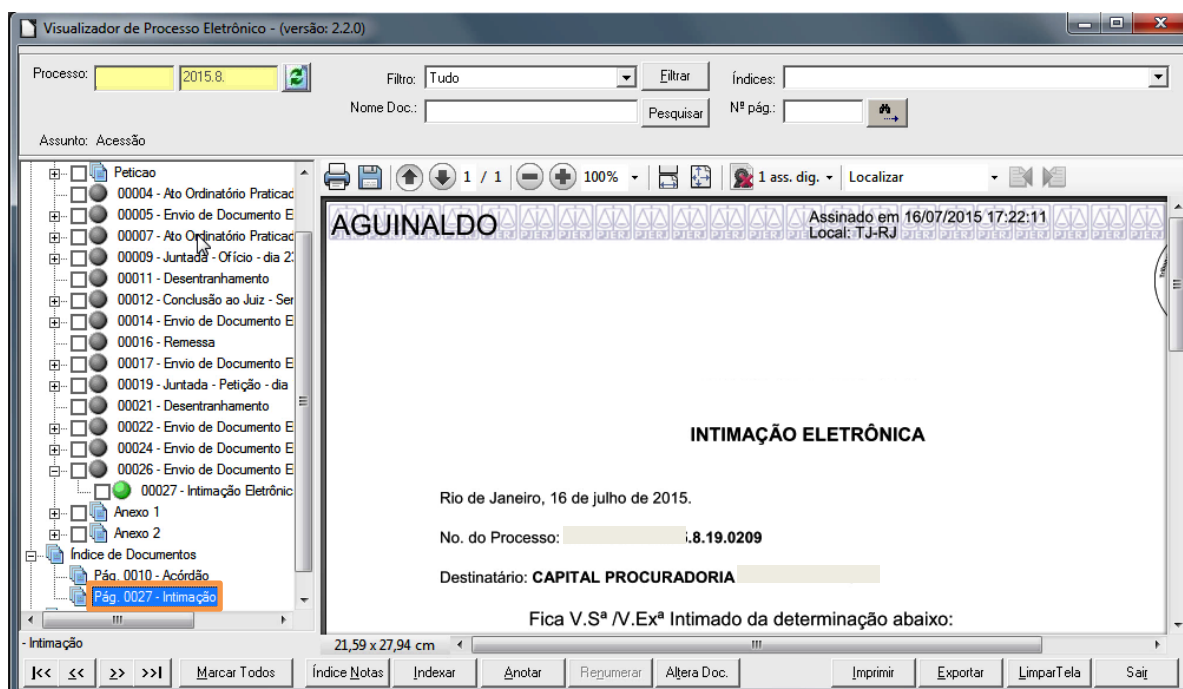 Visualizador de Processo Eletrônico - (versão: 2.2.0)
Processo: 2015.8.
Filtro: Tudo Filtrar Índices:
Nome Doc.: Pesquisar Nª pág.:
Assunto: Acessão
Peticao
00004 - Ato Ordinatório Praticad
00005 - Envio de Documento E
00007 - Ato Ordinatório Praticad
00009 - Juntada - Ofício - dia 23
00011 - Desentranhamento
00012 - Conclusão ao Juiz - Ser
00014 - Envio de Documento E
00016 - Remessa
00017 - Envio de Documento E
00019 - Juntada - Petição - dia
00021 - Desentranhamento
00022 - Envio de Documento E
00024 - Envio de Documento E
00026 - Envio de Documento E
00027 - Intimação Eletrônic
Anexo 1
Anexo 2
Índice de Documentos
Pág. 0010 - Acórdão
Pág. 0027 - Intimação
- Intimação
1 / 1 100% 1 ass. dig. Localizar
AGUINALDO
Assinado em 16/07/2015 17:22:11
Local: TJ-RJ
INTIMAÇÃO ELETRÔNICA
Rio de Janeiro, 16 de julho de 2015.
No. do Processo: .8.19.0209
Destinatário: CAPITAL PROCURADORIA
Fica V.Sª /V.Exª Intimado da determinação abaixo:
21,59 x 27,94 cm
|<< << >> >>| Marcar Todos Índice Notas Indexar Anotar Renumerar Altera Doc. Imprimir Exportar LimparTela Sair